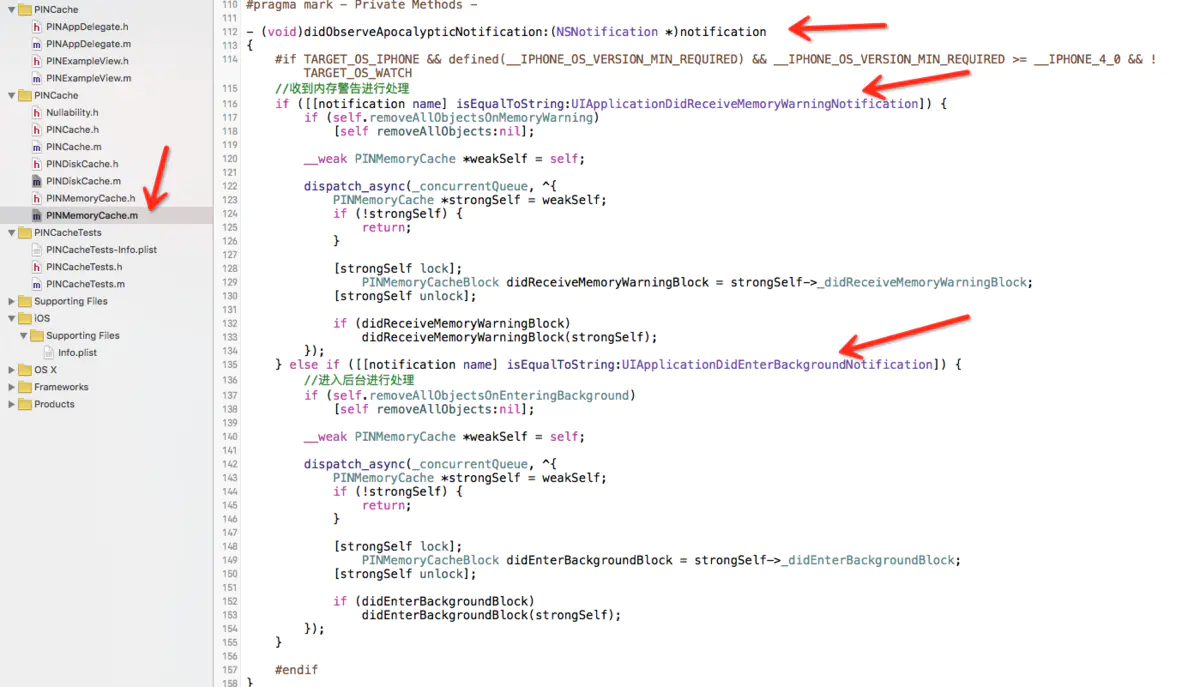 PINCache
PINAppDelegate.h
PINAppDelegate.m
PINExampleView.h
PINExampleView.m
PINCache
Nullability.h
PINCache.h
PINCache.m
PINDiskCache.h
PINDiskCache.m
PINMemoryCache.h
PINMemoryCache.m
PINCacheTests
PINCacheTests-Info.plist
PINCacheTests.h
PINCacheTests.m
Supporting Files
iOS
Supporting Files
Info.plist
OS X
Frameworks
Products
110 #pragma mark - Private Methods -
111
112 - (void)didObserveApocalypticNotification:(NSNotification *)notification
113 {
114 #if TARGET_OS_IPHONE && defined(__IPHONE_OS_VERSION_MIN_REQUIRED) && __IPHONE_OS_VERSION_MIN_REQUIRED >= __IPHONE_4_0 && !
TARGET_OS_WATCH
115 //收到内存警告进行处理
116 if ([[notification name] isEqualToString:UIApplicationDidReceiveMemoryWarningNotification]) {
117 if (self.removeAllObjectsOnMemoryWarning)
118 [self removeAllObjects:nil];
119
120 __weak PINMemoryCache *weakSelf = self;
121
122 dispatch_async(_concurrentQueue, ^{
123 PINMemoryCache *strongSelf = weakSelf;
124 if (!strongSelf) {
125 return;
126 }
127
128 [strongSelf lock];
129 PINMemoryCacheBlock didReceiveMemoryWarningBlock = strongSelf->_didReceiveMemoryWarningBlock;
130 [strongSelf unlock];
131
132 if (didReceiveMemoryWarningBlock)
133 didReceiveMemoryWarningBlock(strongSelf);
134 });
135 } else if ([[notification name] isEqualToString:UIApplicationDidEnterBackgroundNotification]) {
136 //进入后台进行处理
137 if (self.removeAllObjectsOnEnteringBackground)
138 [self removeAllObjects:nil];
139
140 __weak PINMemoryCache *weakSelf = self;
141
142 dispatch_async(_concurrentQueue, ^{
143 PINMemoryCache *strongSelf = weakSelf;
144 if (!strongSelf) {
145 return;
146 }
147
148 [strongSelf lock];
149 PINMemoryCacheBlock didEnterBackgroundBlock = strongSelf->_didEnterBackgroundBlock;
150 [strongSelf unlock];
151
152 if (didEnterBackgroundBlock)
153 didEnterBackgroundBlock(strongSelf);
154 });
155 }
156
157 #endif
158 }